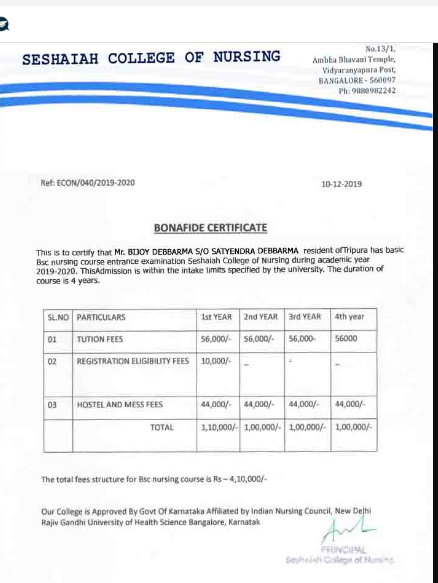 SESHAIAH COLLEGE OF NURSING
No.13/1,
Ambha Bhavani Temple,
Vidyaranyapura Post,
BANGALORE - 560097
Ph: 9880982242
Ref: ECON/040/2019-2020
10-12-2019
BONAFIDE CERTIFICATE
This is to certify that Mr. BIJOY DEBBARMA S/O SATYENDRA DEBBARMA resident ofTripura has basic
Bsc nursing course entrance examination Seshaiah College of Nursing during academic year
2019-2020. ThisAdmission is within the intake limits specified by the university. The duration of
course is 4 years.
SL.NO PARTICULARS 1st YEAR 2nd YEAR 3rd YEAR 4th year
01 TUTION FEES 56,000/- 56,000/- 56,000- 56000
02 REGISTRATION ELIGIBILITY FEES 10,000/- - - -
03 HOSTEL AND MESS FEES 44,000/- 44,000/- 44,000/- 44,000/-
TOTAL 1,10,000/- 1,00,000/- 1,00,000/- 1,00,000/-
The total fees structure for Bsc nursing course is Rs – 4,10,000/-
Our College is Approved By Govt Of Karnataka Affiliated by Indian Nursing Council, New Delhi
Rajiv Gandhi University of Health Science Bangalore, Karnatak
PRINCIPAL
Seshaiah College of Nursing